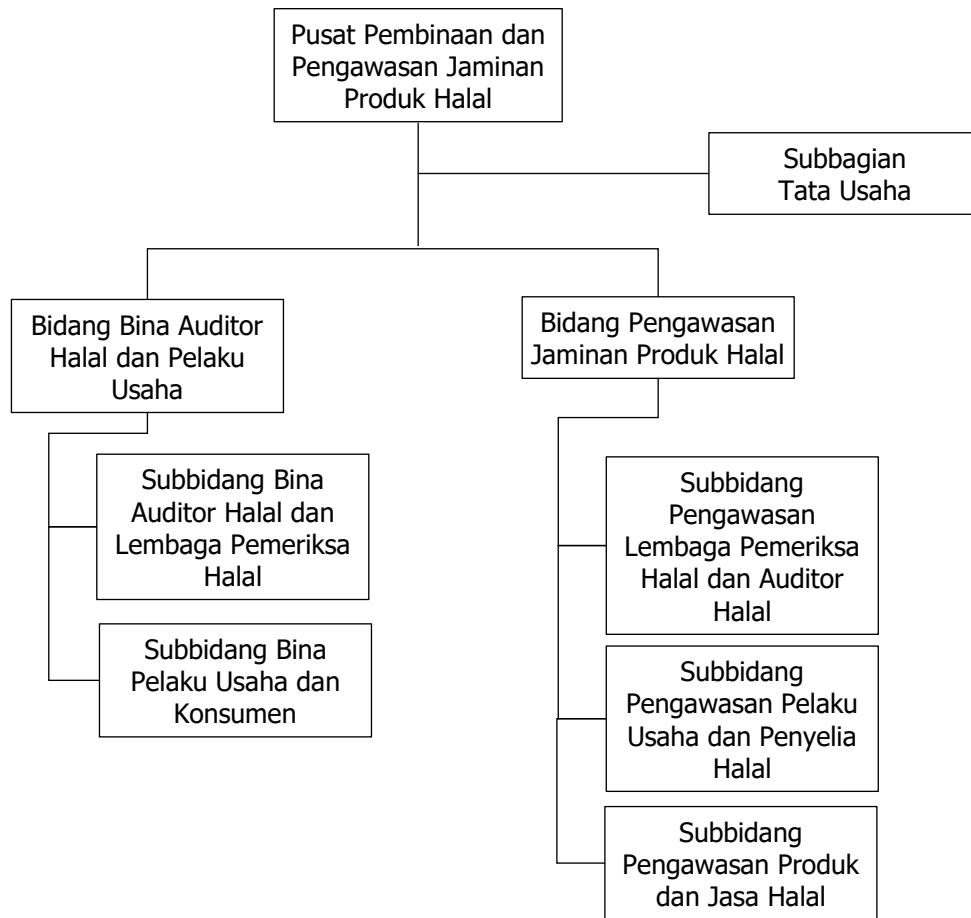 Pusat Pembinaan dan
Pengawasan Jaminan
Produk Halal
Subbagian
Tata Usaha
Bidang Bina Auditor
Halal dan Pelaku
Usaha
Bidang Pengawasan
Jaminan Produk Halal
Subbidang Bina
Auditor Halal dan
Lembaga Pemeriksa
Halal
Subbidang Bina
Pelaku Usaha dan
Konsumen
Subbidang
Pengawasan
Lembaga Pemeriksa
Halal dan Auditor
Halal
Subbidang
Pengawasan Pelaku
Usaha dan Penyelia
Halal
Subbidang
Pengawasan Produk
dan Jasa Halal